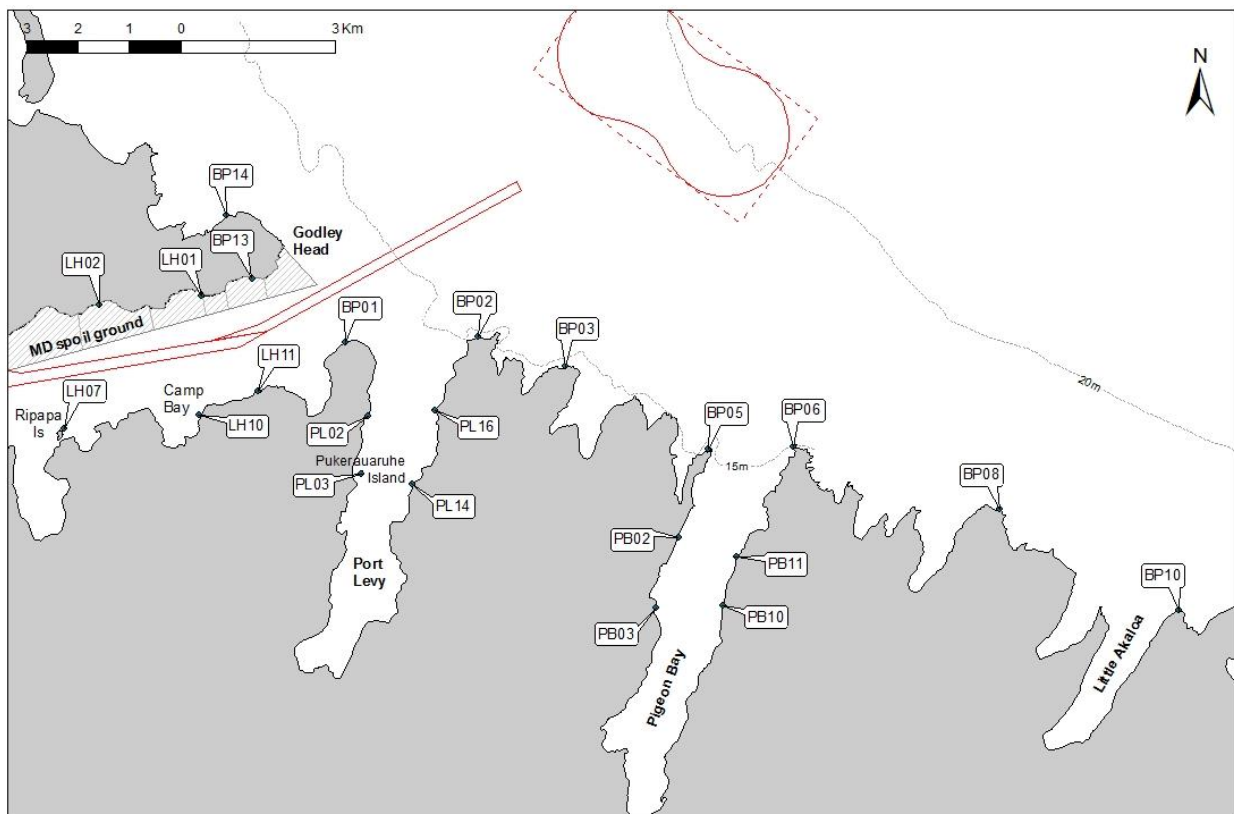 3 2 1 0 3 Km
N
BP14
Godley
Head
BP13
LH01
LH02
MD spoil ground
BP01
BP02
BP03
LH11
Camp
Bay
LH07
Ripapa
Is
LH10
PL02
PL16
Pukerauaruhe
Island
PL03
PL14
Port
Levy
20m
BP05
BP06
15m
BP08
PB02
PB11
PB03
PB10
BP10
Pigeon Bay
Little Akaloa